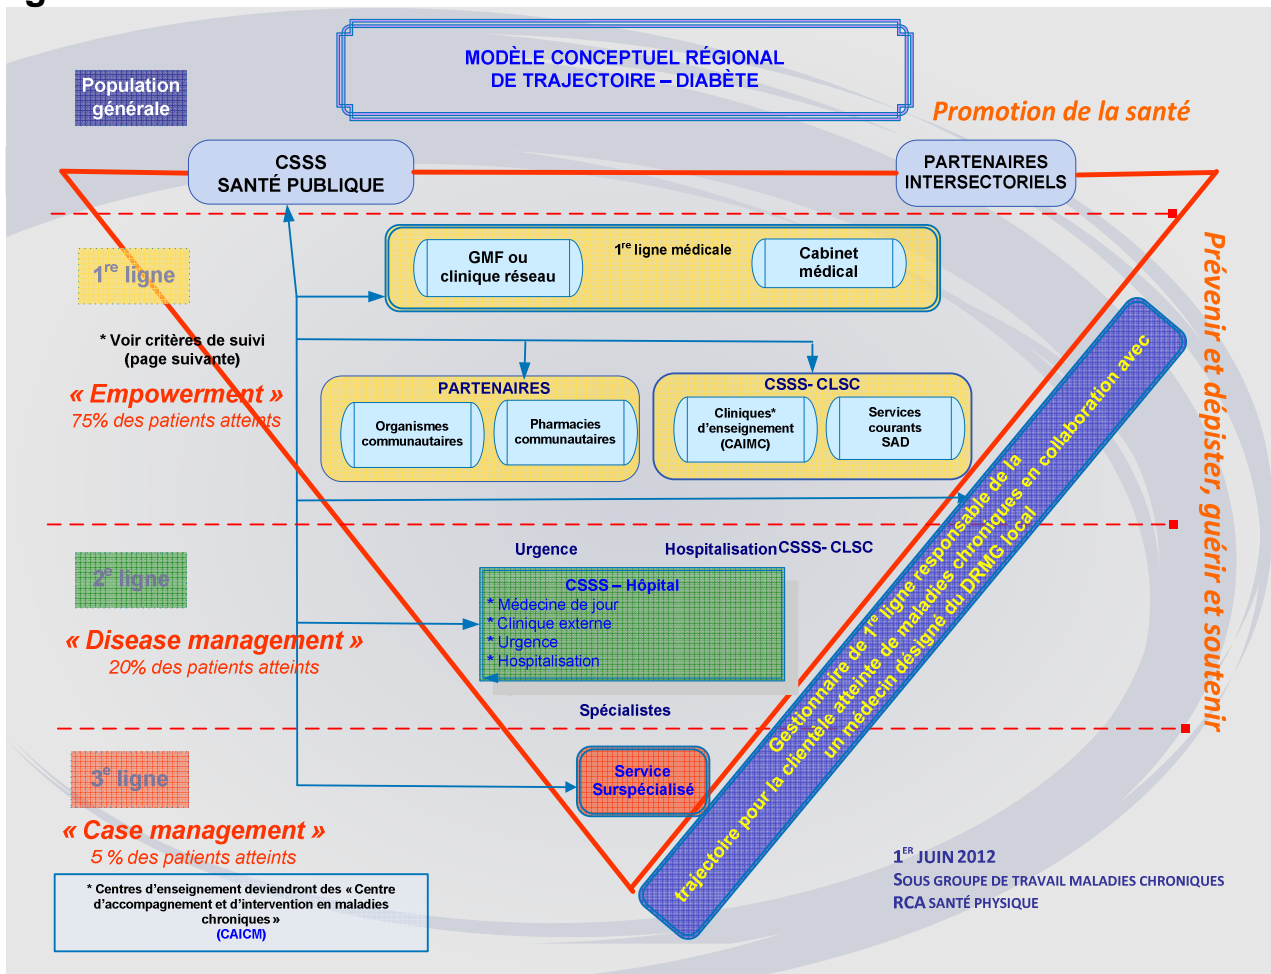 g
MODÈLE CONCEPTUEL RÉGIONAL
DE TRAJECTOIRE – DIABÈTE
Population
générale
Promotion de la santé
CSSS
SANTÉ PUBLIQUE
PARTENAIRES
INTERSECTORIELS
1re ligne
1re ligne médicale
GMF ou
clinique réseau
Cabinet
médical
* Voir critères de suivi
(page suivante)
« Empowerment »
75% des patients atteints
PARTENAIRES
Organismes
communautaires
Pharmacies
communautaires
CSSS- CLSC
Cliniques*
d'enseignement
(CAIMC)
Services
courants
SAD
Prévenir et dépister, guérir et soutenir
Gestionnaire de 1re ligne responsable de la
trajectoire pour la clientèle atteinte de maladies chroniques en collaboration avec
un médecin désigné du DRMG local
2e ligne
Urgence
Hospitalisation
CSSS- CLSC
CSSS – Hôpital
* Médecine de jour
* Clinique externe
* Urgence
* Hospitalisation
« Disease management »
20% des patients atteints
Spécialistes
3e ligne
Service
Surspécialisé
« Case management »
5 % des patients atteints
* Centres d'enseignement deviendront des « Centre
d'accompagnement et d'intervention en maladies
chroniques »
(CAICM)
1ER JUIN 2012
SOUS GROUPE DE TRAVAIL MALADIES CHRONIQUES
RCA SANTÉ PHYSIQUE